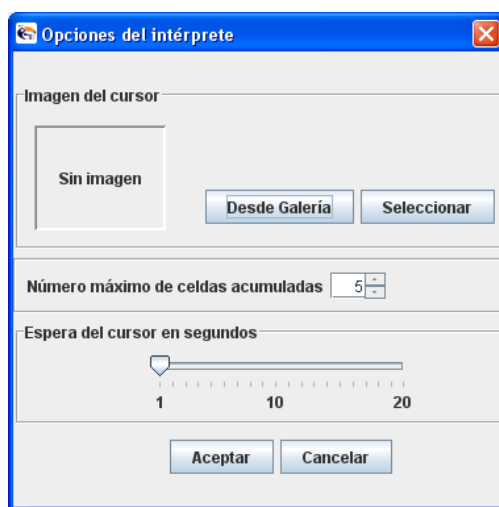 Opciones del intérprete
Imagen del cursor
Sin imagen
Desde Galería Seleccionar
Número máximo de celdas acumuladas 5
Espera del cursor en segundos
1 10 20
Aceptar Cancelar